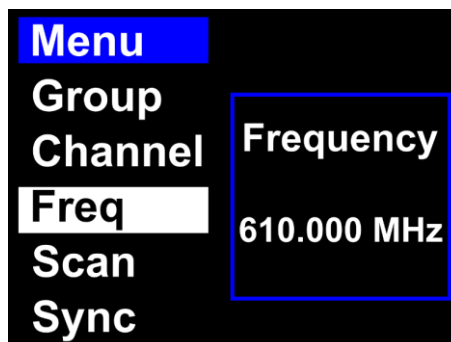 Menu
Group
Channel
Freq
Scan
Sync
Frequency
610.000 MHz